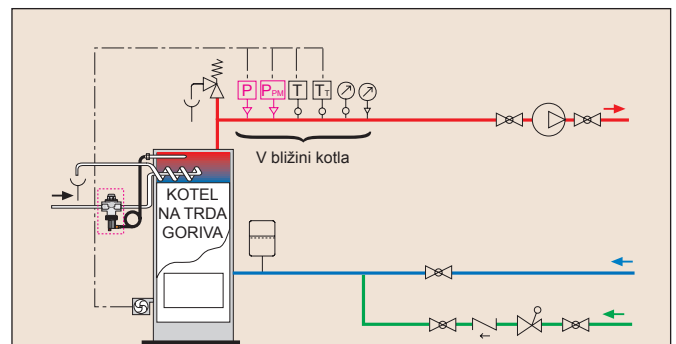 P PPM T TT
V bližini kotla
KOTEL
NA TRDA
GORIVA